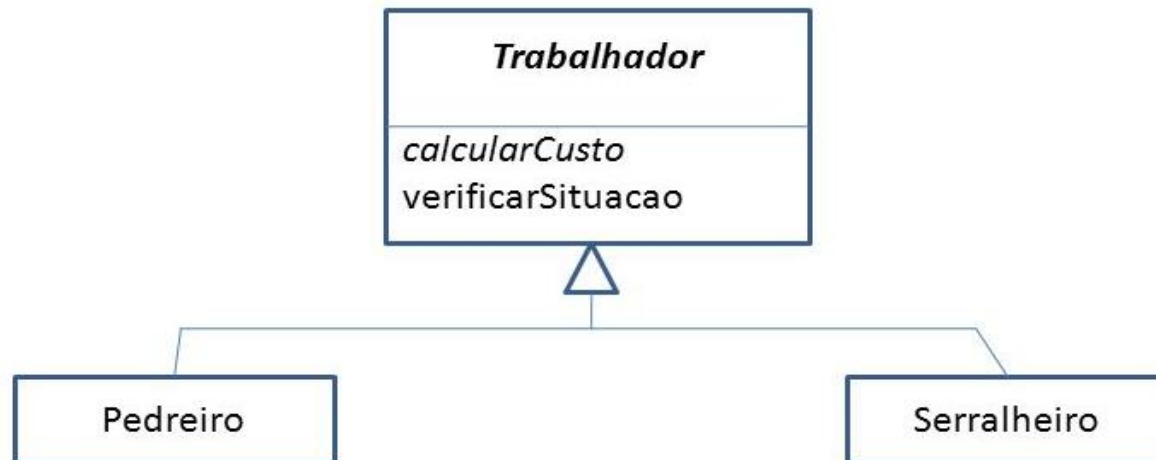 Trabalhador
calcularCusto
verificarSituacao
Pedreiro
Serralheiro